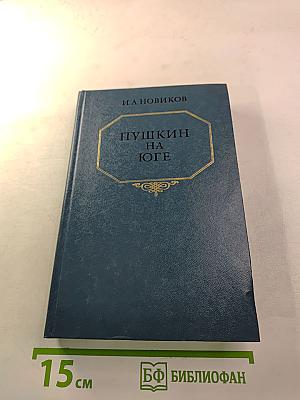 И.А.НОВИКОВ
ПУШКИН
НА
ЮГЕ
15 см
БФ БИБЛИОФАН